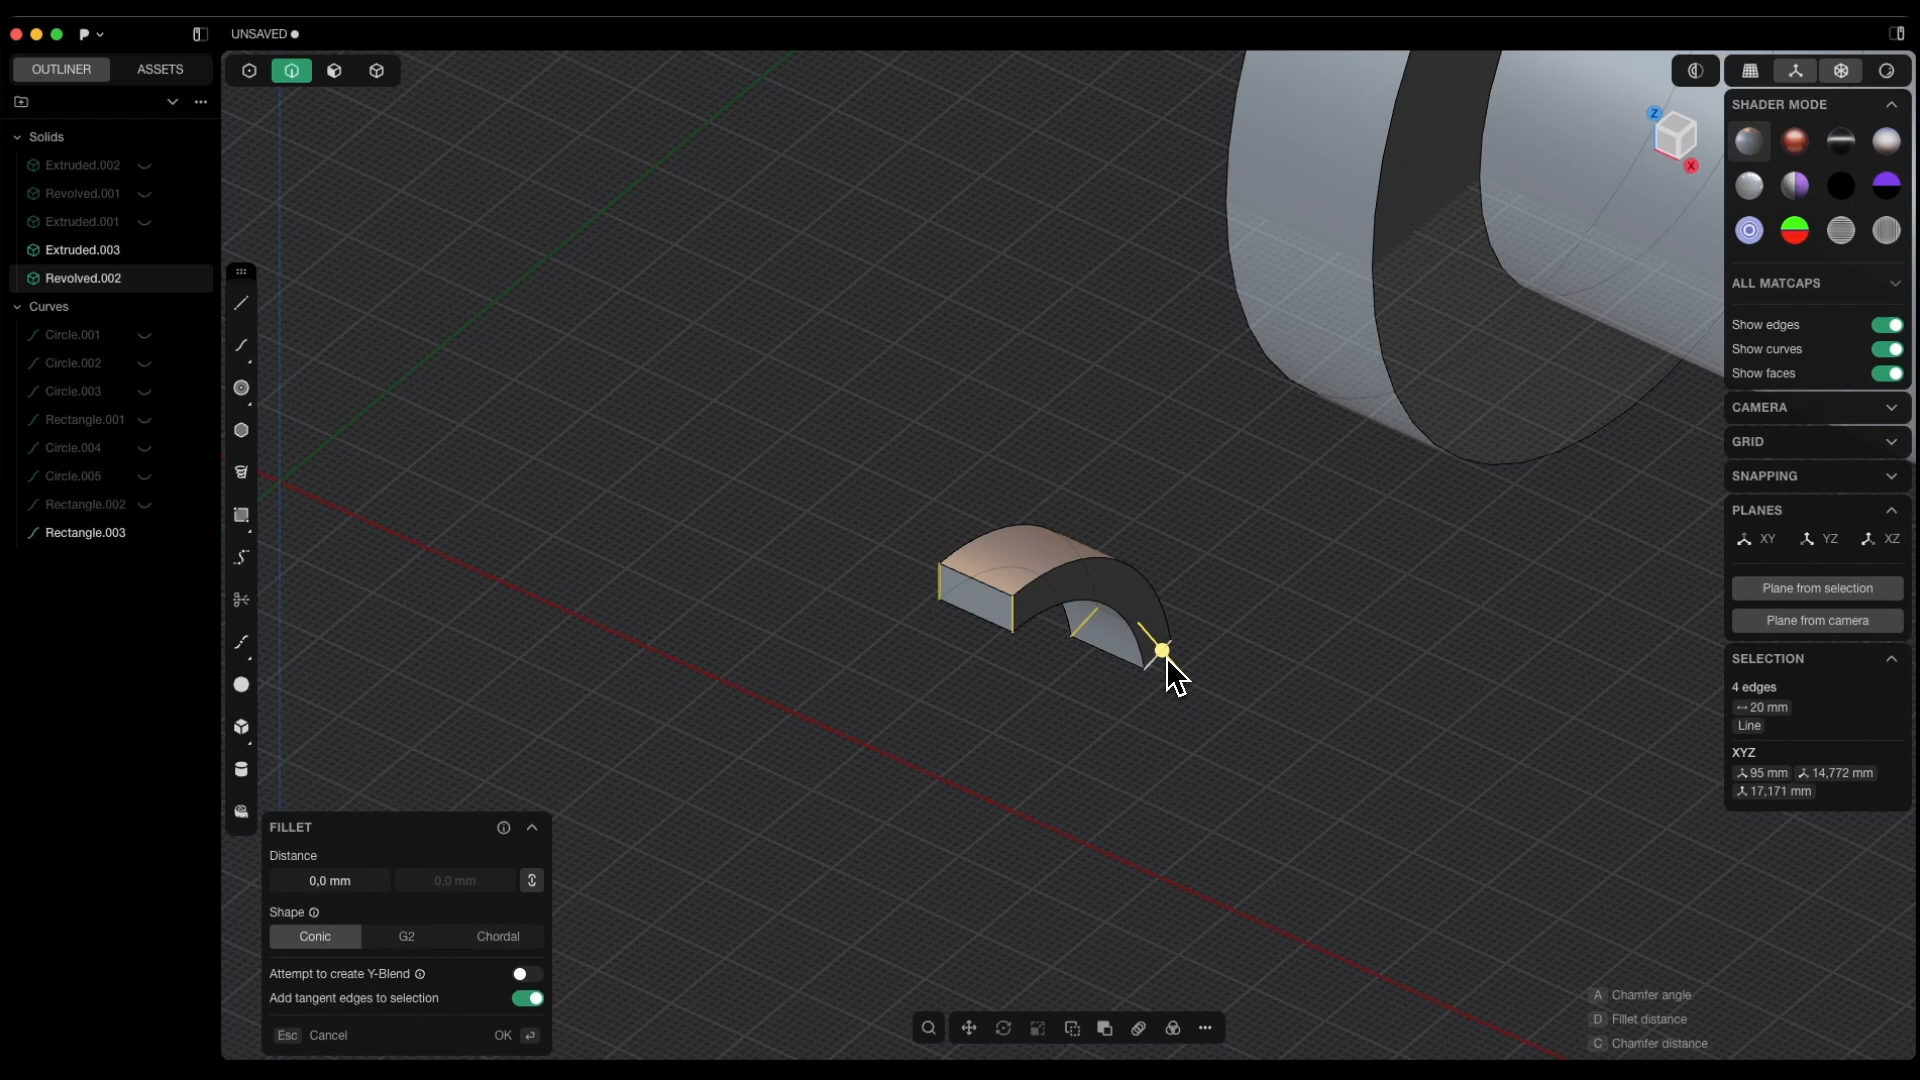 UNSAVED
OUTLINER
ASSETS
Solids
Extruded.002
Revolved.001
Extruded.001
Extruded.003
Revolved.002
Curves
Circle.001
Circle.002
Circle.003
Rectangle.001
Circle.004
Circle.005
Rectangle.002
Rectangle.003
FILLET
Distance
0,0 mm
0,0 mm
Shape
Conic
G2
Chordal
Attempt to create Y-Blend
Add tangent edges to selection
Esc Cancel
OK
A Chamfer angle
D Fillet distance
C Chamfer distance
Z
X
SHADER MODE
ALL MATCAPS
Show edges
Show curves
Show faces
CAMERA
GRID
SNAPPING
PLANES
XY
YZ
XZ
Plane from selection
Plane from camera
SELECTION
4 edges
20 mm
Line
XYZ
95 mm 14,772 mm
17,171 mm